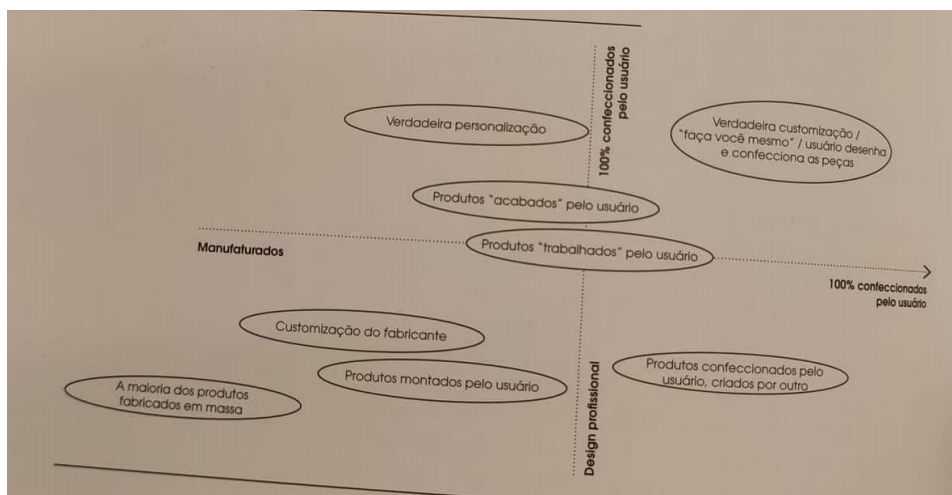 100% confeccionados
pelo usuário
Verdadeira personalização
Verdadeira customização /
"faça você mesmo" / usuário desenha
e confecciona as peças
Produtos "acabados" pelo usuário
Manufaturados
Produtos "trabalhados" pelo usuário
100% confeccionados
pelo usuário
Customização do fabricante
Produtos montados pelo usuário
A maioria dos produtos
fabricados em massa
Produtos confeccionados pelo
usuário, criados por outro
Design profissional